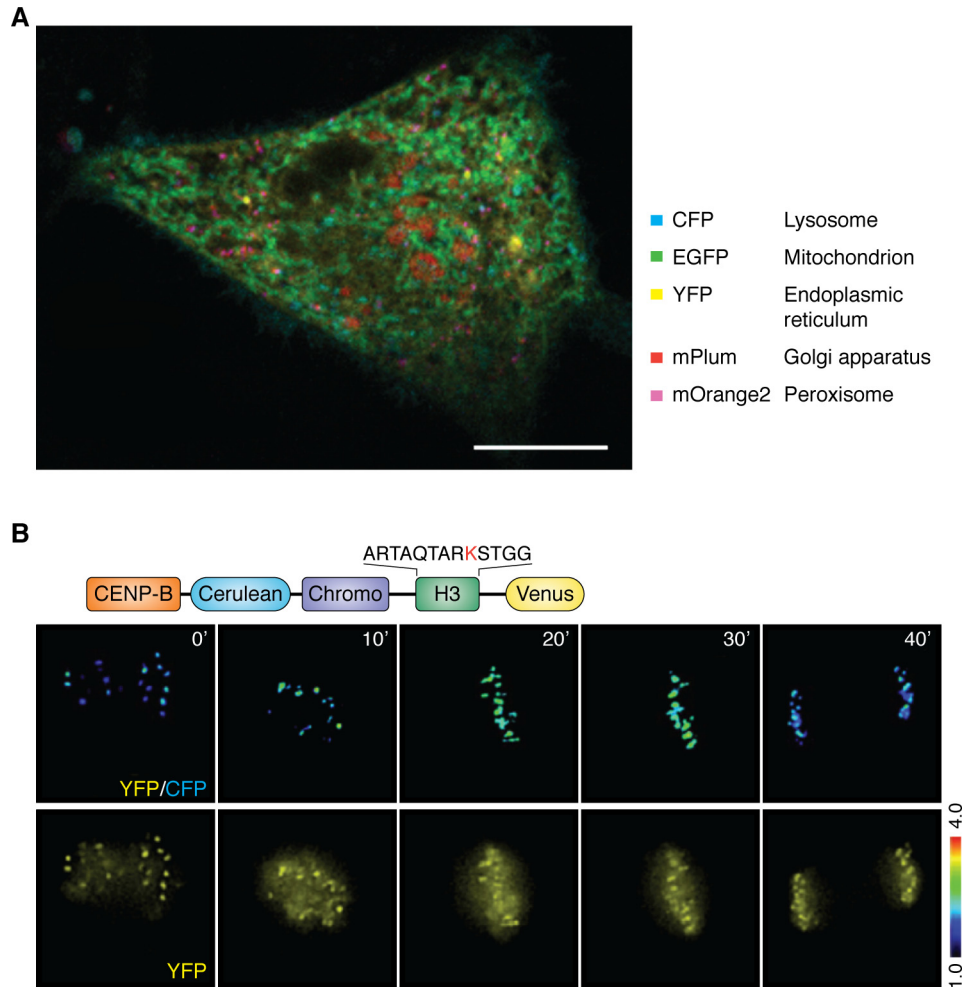 A
CFP Lysosome
EGFP Mitochondrion
YFP Endoplasmic
reticulum
mPlum Golgi apparatus
mOrange2 Peroxisome
B
ARTAQTARKSTGG
CENP-B Cerulean Chromo H3 Venus
0’ 10’ 20’ 30’ 40’
YFP/CFP
4.0
YFP
1.0